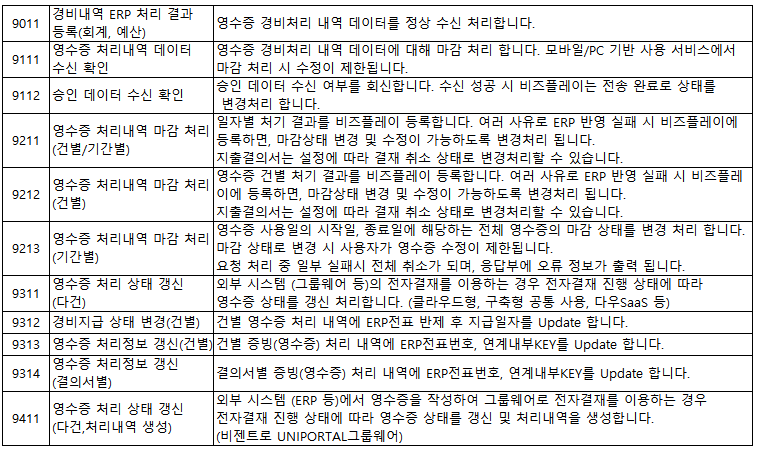 9011
경비내역 ERP 처리 결과
등록(회계, 예산)
영수증 경비처리 내역 데이터를 정상 수신 처리합니다.
9111
영수증 처리내역 데이터
수신 확인
영수증 경비처리 내역 데이터에 대해 마감 처리 합니다. 모바일/PC 기반 사용 서비스에서
마감 처리 시 수정이 제한됩니다.
9112
승인 데이터 수신 확인
승인 데이터 수신 여부를 회신합니다. 수신 성공 시 비즈플레이는 전송 완료로 상태를
변경처리 합니다.
9211
영수증 처리내역 마감 처리
(건별/기간별)
일자별 처기 결과를 비즈플레이 등록합니다. 여러 사유로 ERP 반영 실패 시 비즈플레이에
등록하면, 마감상태 변경 및 수정이 가능하도록 변경처리 됩니다.
지출결의서는 설정에 따라 결재 취소 상태로 변경처리할 수 있습니다.
9212
영수증 처리내역 마감 처리
(건별)
영수증 건별 처기 결과를 비즈플레이 등록합니다. 여러 사유로 ERP 반영 실패 시 비즈플레
이에 등록하면, 마감상태 변경 및 수정이 가능하도록 변경처리 됩니다.
지출결의서는 설정에 따라 결재 취소 상태로 변경처리할 수 있습니다.
9213
영수증 처리내역 마감 처리
(기간별)
영수증 사용일의 시작일, 종료일에 해당하는 전체 영수증의 마감 상태를 변경 처리 합니다.
마감 상태로 변경 시 사용자가 영수증 수정이 제한됩니다.
요청 처리 중 일부 실패시 전체 취소가 되며, 응답부에 오류 정보가 출력 됩니다.
9311
영수증 처리 상태 갱신
(다건)
외부 시스템 (그룹웨어 등)의 전자결재를 이용하는 경우 전자결재 진행 상태에 따라
영수증 상태를 갱신 처리합니다. (클라우드형, 구축형 공통 사용, 다우SaaS 등)
9312
경비지급 상태 변경(건별)
건별 영수증 처리 내역에 ERP전표 반제 후 지급일자를 Update 합니다.
9313
영수증 처리정보 갱신(건별)
건별 증빙(영수증) 처리 내역에 ERP전표번호, 연계내부KEY를 Update 합니다.
9314
영수증 처리정보 갱신
(결의서별)
결의서별 증빙(영수증) 처리 내역에 ERP전표번호, 연계내부KEY를 Update 합니다.
9411
영수증 처리 상태 갱신
(다건,처리내역 생성)
외부 시스템 (ERP 등)에서 영수증을 작성하여 그룹웨어로 전자결재를 이용하는 경우
전자결재 진행 상태에 따라 영수증 상태를 갱신 및 처리내역을 생성합니다.
(비젠트로 UNIPORTAL그룹웨어)